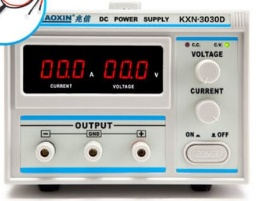 AOXIN 兆信 DC POWER SUPPLY KXN-3030D
C.C. C.V.
VOLTAGE
00.0 A 00.0 V
CURRENT VOLTAGE
CURRENT
OUTPUT
ON OFF
- GND +